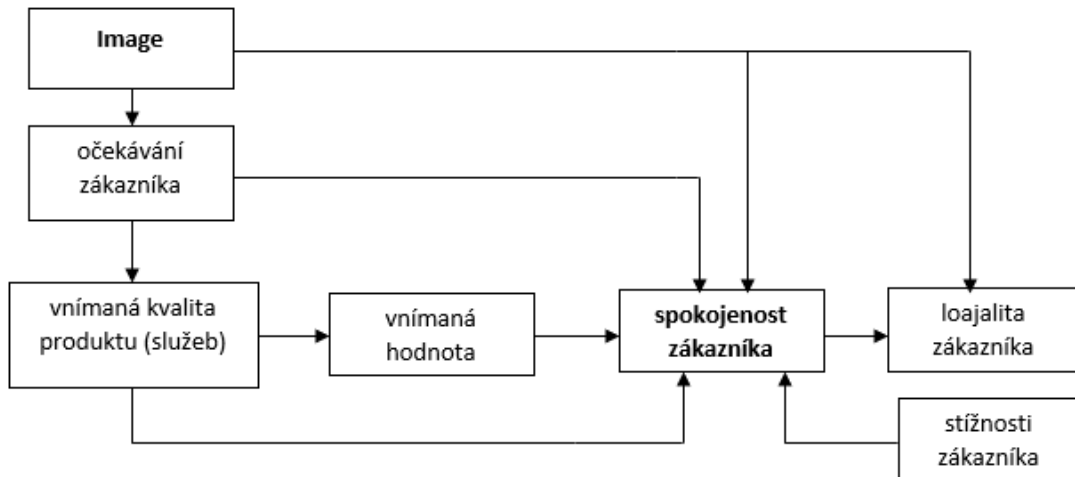 Image
očekávání
zákazníka
vnímaná kvalita
produktu (služeb)
vnímaná
hodnota
spokojenost
zákazníka
loajalita
zákazníka
stížnosti
zákazníka